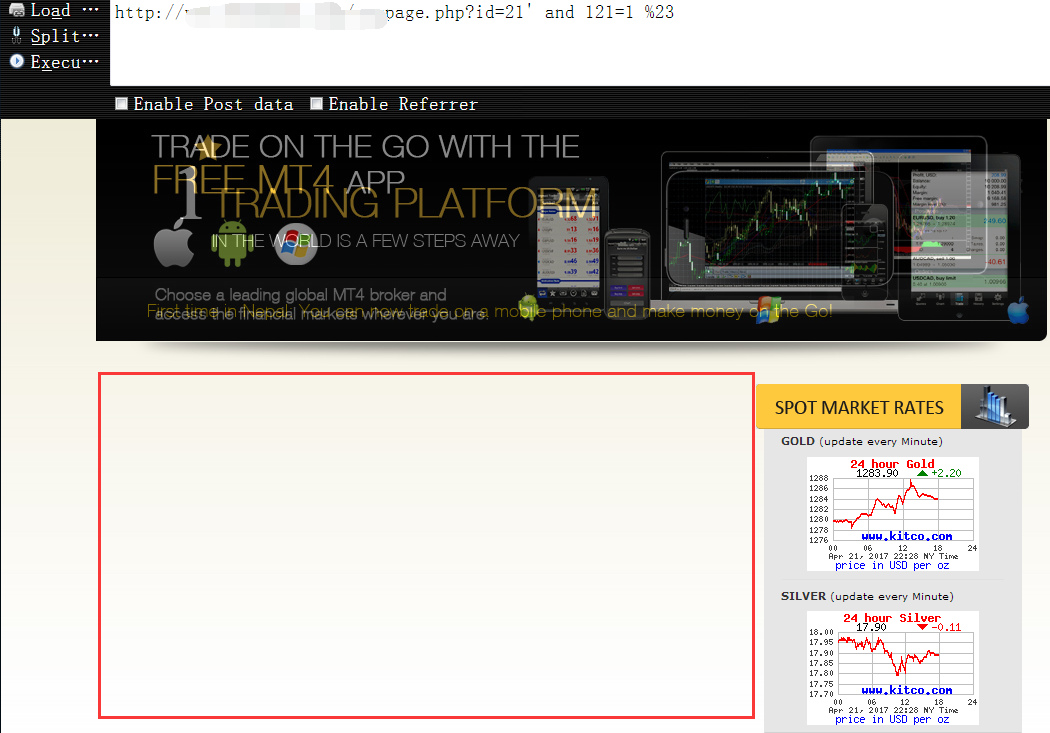 Load ...
Split...
Execu...
http://w page.php?id=21' and 121=1 %23
Enable Post data Enable Referrer
TRADE ON THE GO WITH THE
FREE MT4 APP
1 TRADING PLATFORM
IN THE WORLD IS A FEW STEPS AWAY
Choose a leading global MT4 broker and
access the financial markets wherever you are.
First time in Nepal! You can now trade on a mobile phone and make money on the Go!
SPOT MARKET RATES
GOLD (update every Minute)
24 hour Gold
1283.90 +2.20
1288
1286
1284
1282
1280
1278
1276
00 06 12 18 24
www.kitco.com
Apr 21, 2017 22:28 NY Time
price in USD per oz
SILVER (update every Minute)
24 hour Silver
17.90 -0.11
18.00
17.95
17.90
17.85
17.80
17.75
17.70
www.kitco.com
00 06 12 18 24
Apr 21, 2017 22:28 NY Time
price in USD per oz